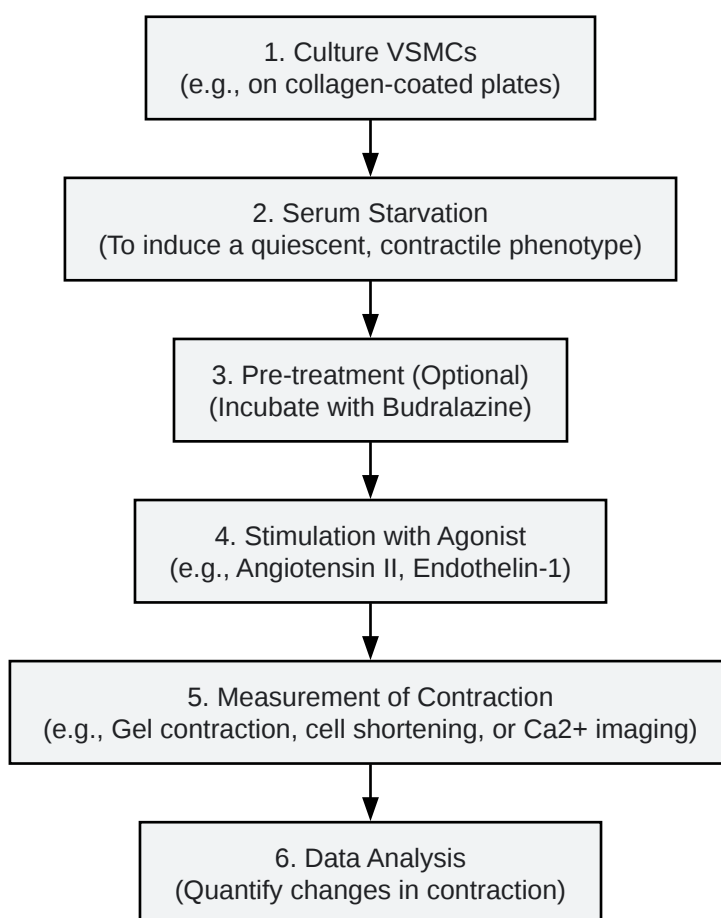 1. Culture VSMCs
(e.g., on collagen-coated plates)
2. Serum Starvation
(To induce a quiescent, contractile phenotype)
3. Pre-treatment (Optional)
(Incubate with Budralazine)
4. Stimulation with Agonist
(e.g., Angiotensin II, Endothelin-1)
5. Measurement of Contraction
(e.g., Gel contraction, cell shortening, or Ca2+ imaging)
6. Data Analysis
(Quantify changes in contraction)